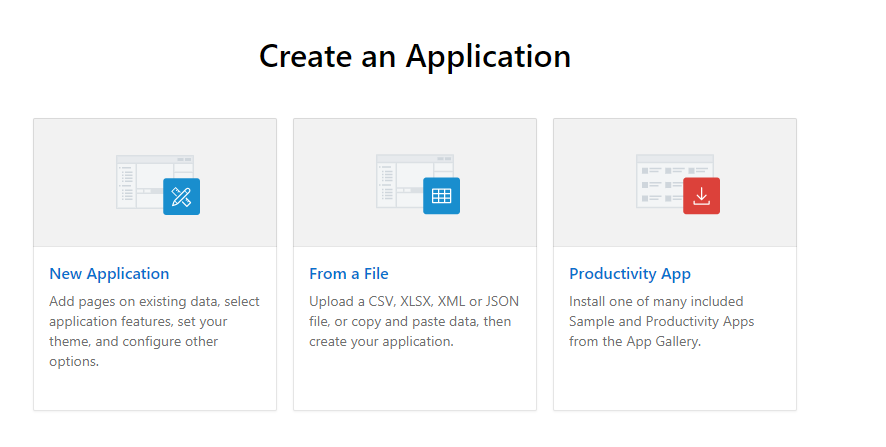 Create an Application
New Application
Add pages on existing data, select
application features, set your
theme, and configure other
options.
From a File
Upload a CSV, XLSX, XML or JSON
file, or copy and paste data, then
create your application.
Productivity App
Install one of many included
Sample and Productivity Apps
from the App Gallery.